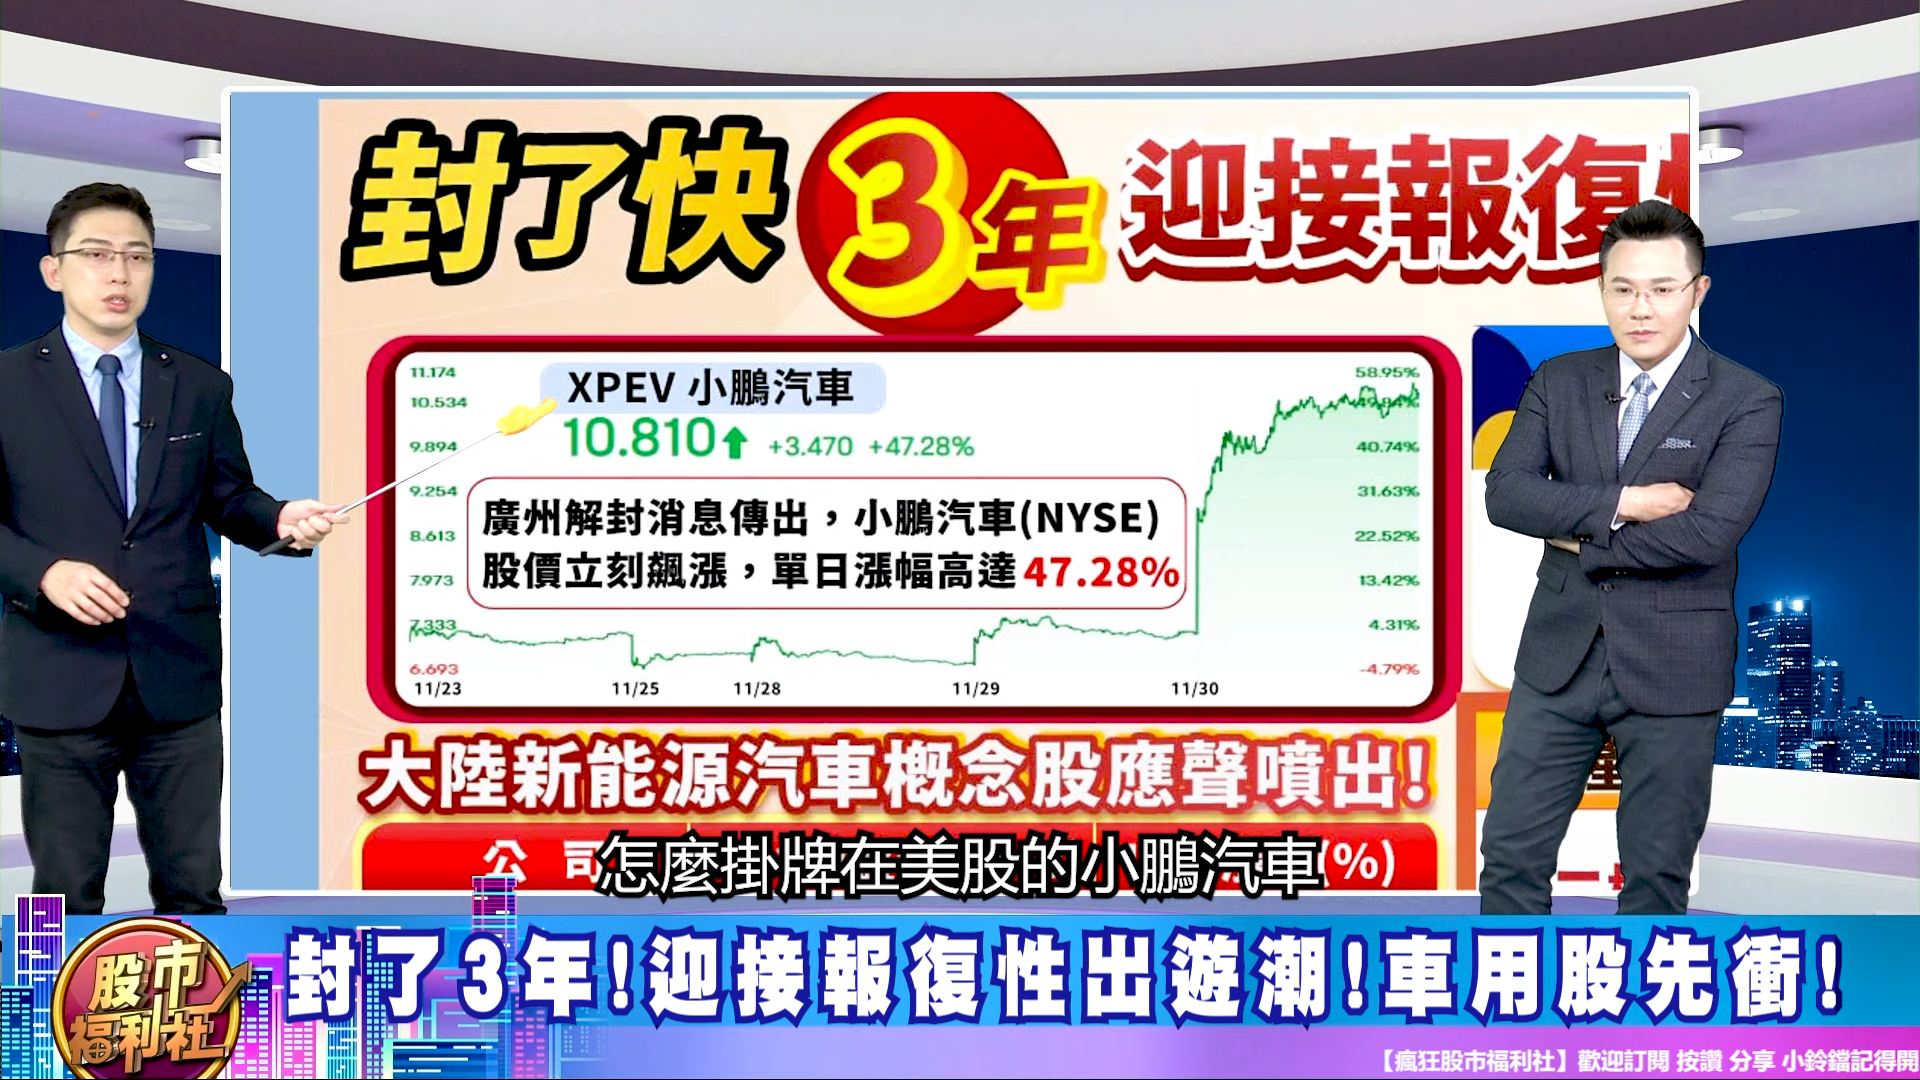 封了快3年 迎接報復
XPEV 小鵬汽車
10.810 +3.470 +47.28%
廣州解封消息傳出，小鵬汽車(NYSE)
股價立刻飆漲，單日漲幅高達47.28%
11.174
10.534
9.894
9.254
8.613
7.973
7.333
6.693
58.95%
49.84%
40.74%
31.63%
22.52%
13.42%
4.31%
-4.79%
11/23 11/25 11/28 11/29 11/30
大陸新能源汽車概念股應聲噴出!
公司 (%)
怎麼掛牌在美股的小鵬汽車
股市福利社
封了3年!迎接報復性出遊潮!車用股先衝!
【瘋狂股市福利社】歡迎訂閱 按讚 分享 小鈴鐺記得開